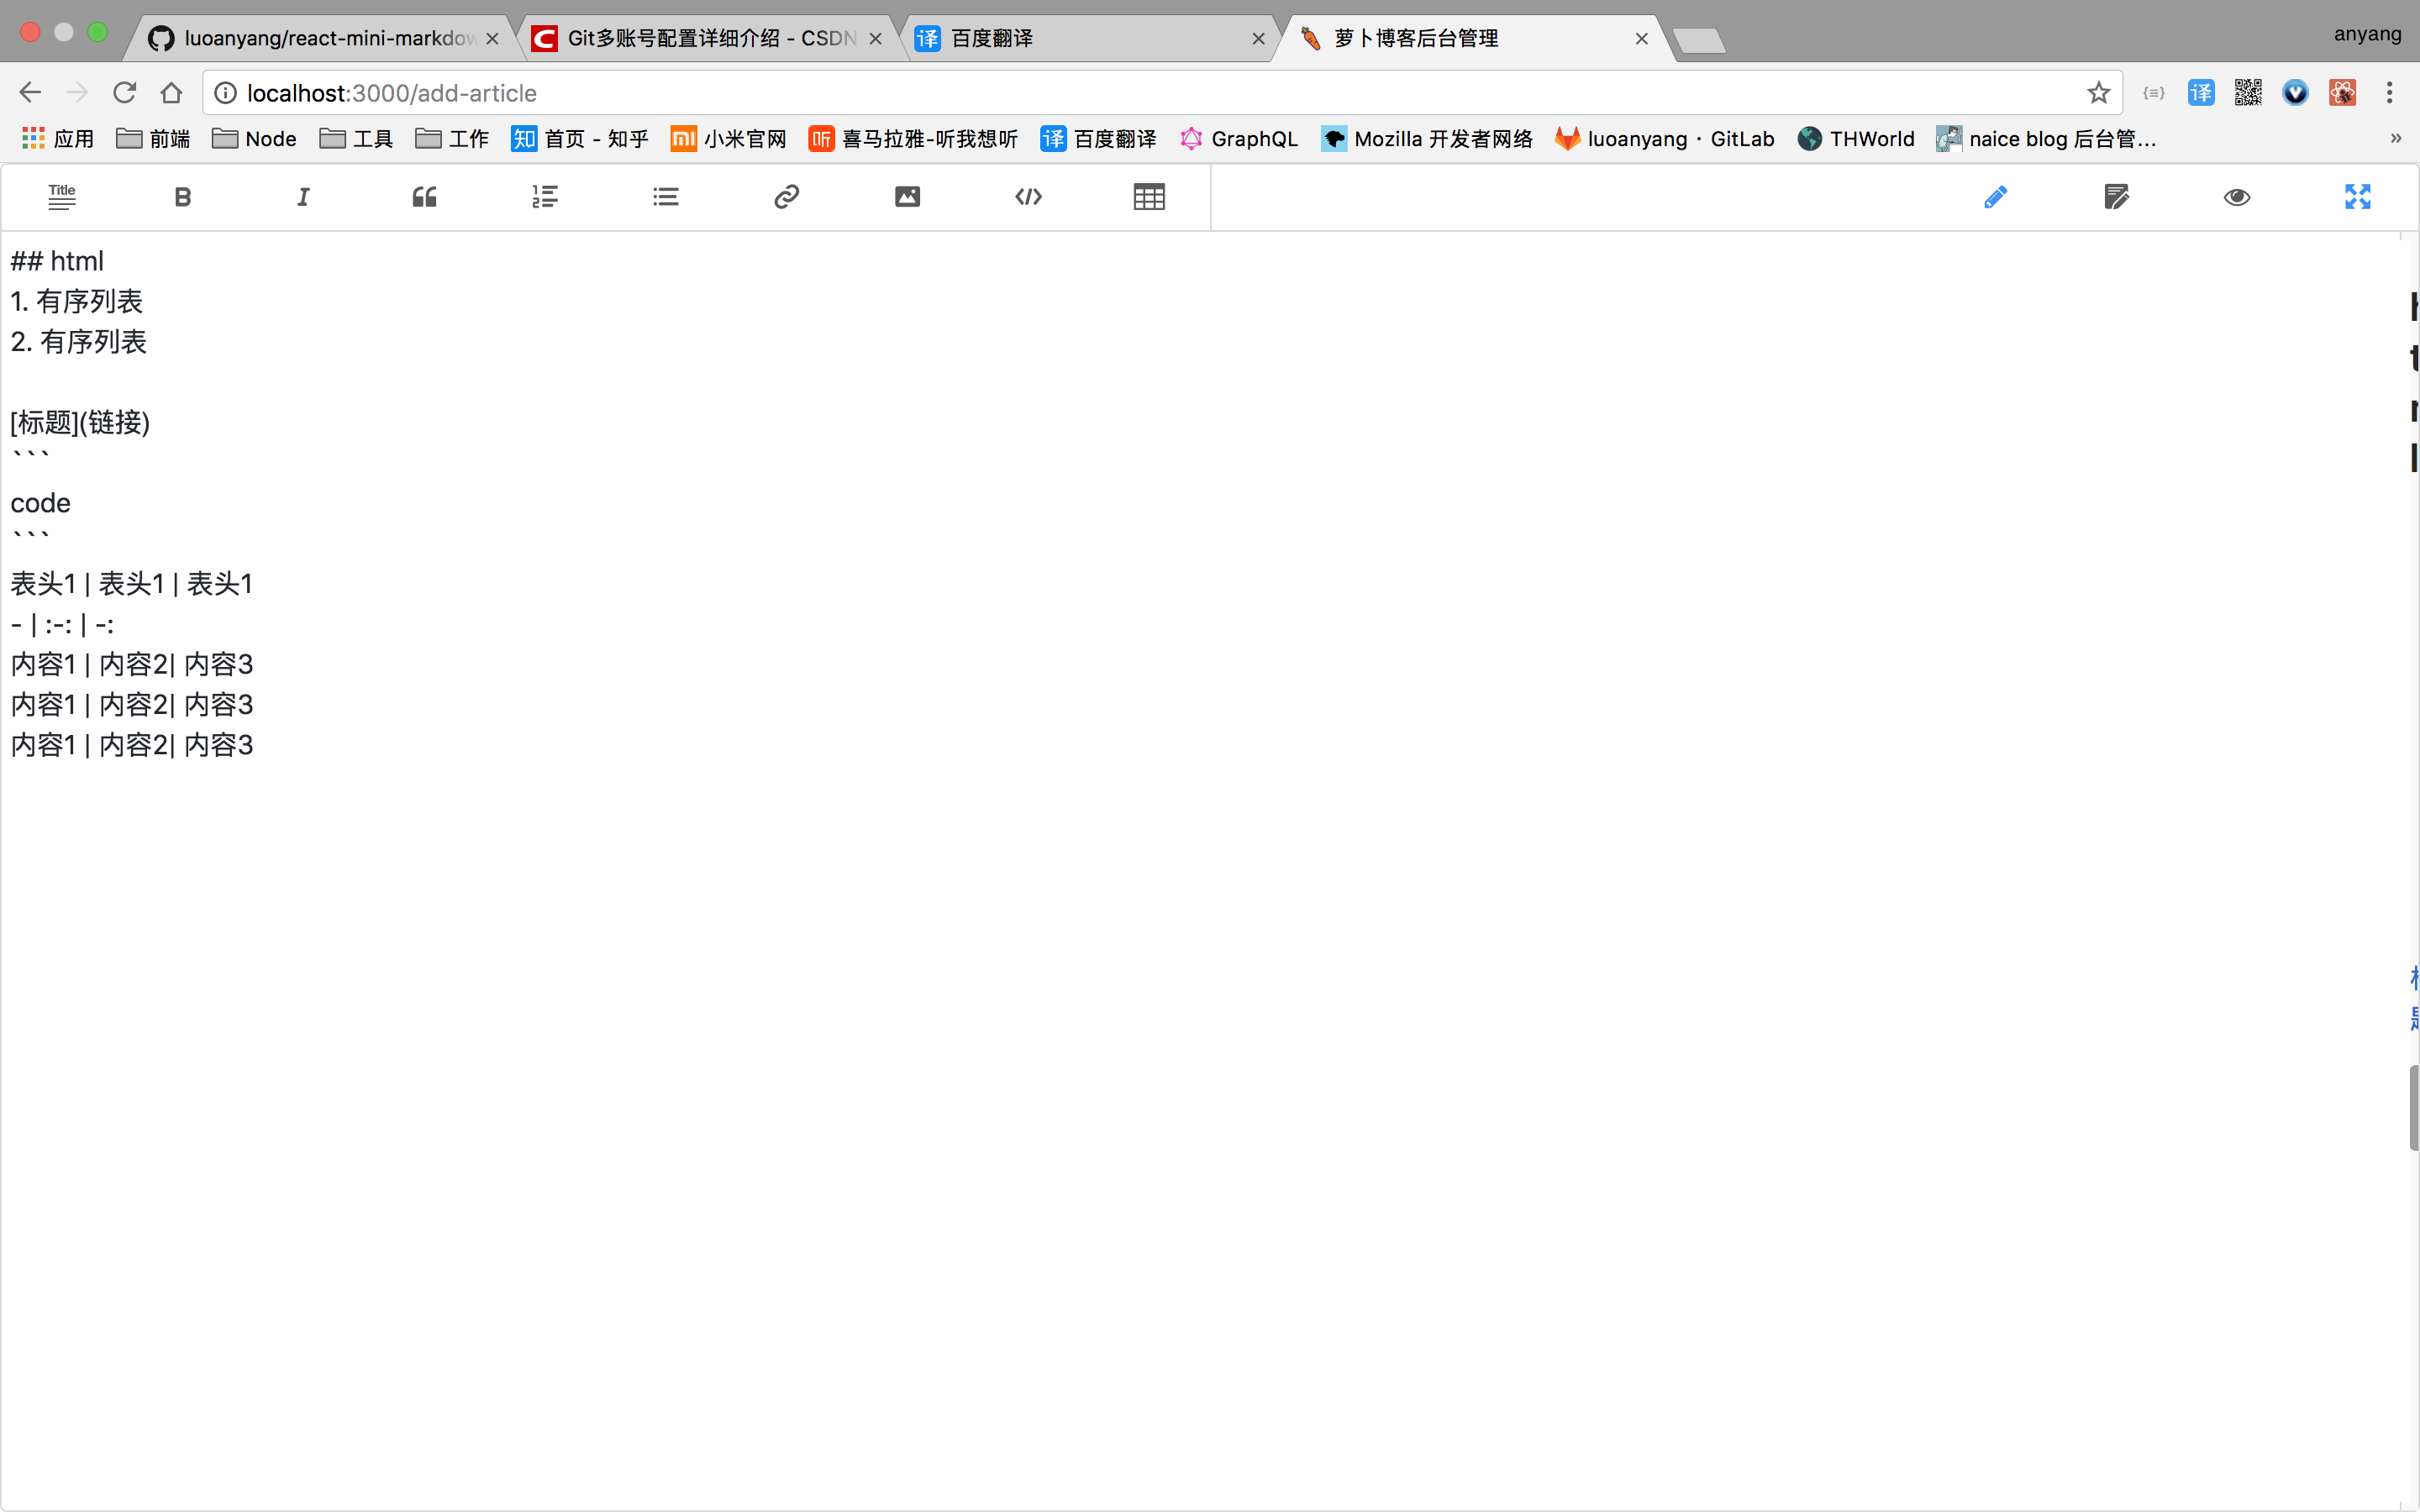 luoanyang/react-mini-markdow
Git多账号配置详细介绍 - CSDN
译 百度翻译
萝卜博客后台管理
anyang
localhost:3000/add-article
译
应用
前端
Node
工具
工作
知 首页 - 知乎
小米官网
听 喜马拉雅-听我想听
译 百度翻译
GraphQL
Mozilla 开发者网络
luoanyang · GitLab
THWorld
naice blog 后台管...
»
Title
B
I
## html
1. 有序列表
2. 有序列表
[标题](链接)
```
code
```
表头1 | 表头1 | 表头1
- | :-: | -:
内容1 | 内容2| 内容3
内容1 | 内容2| 内容3
内容1 | 内容2| 内容3